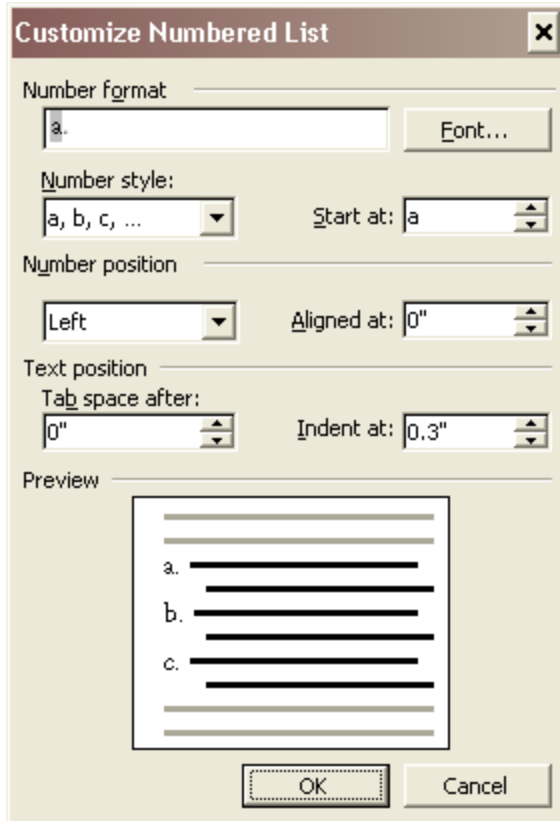 Customize Numbered List
Number format
a.
Font...
Number style:
a, b, c, ...
Start at: a
Number position
Left
Aligned at: 0"
Text position
Tab space after:
0"
Indent at: 0.3"
Preview
a.
b.
c.
OK
Cancel